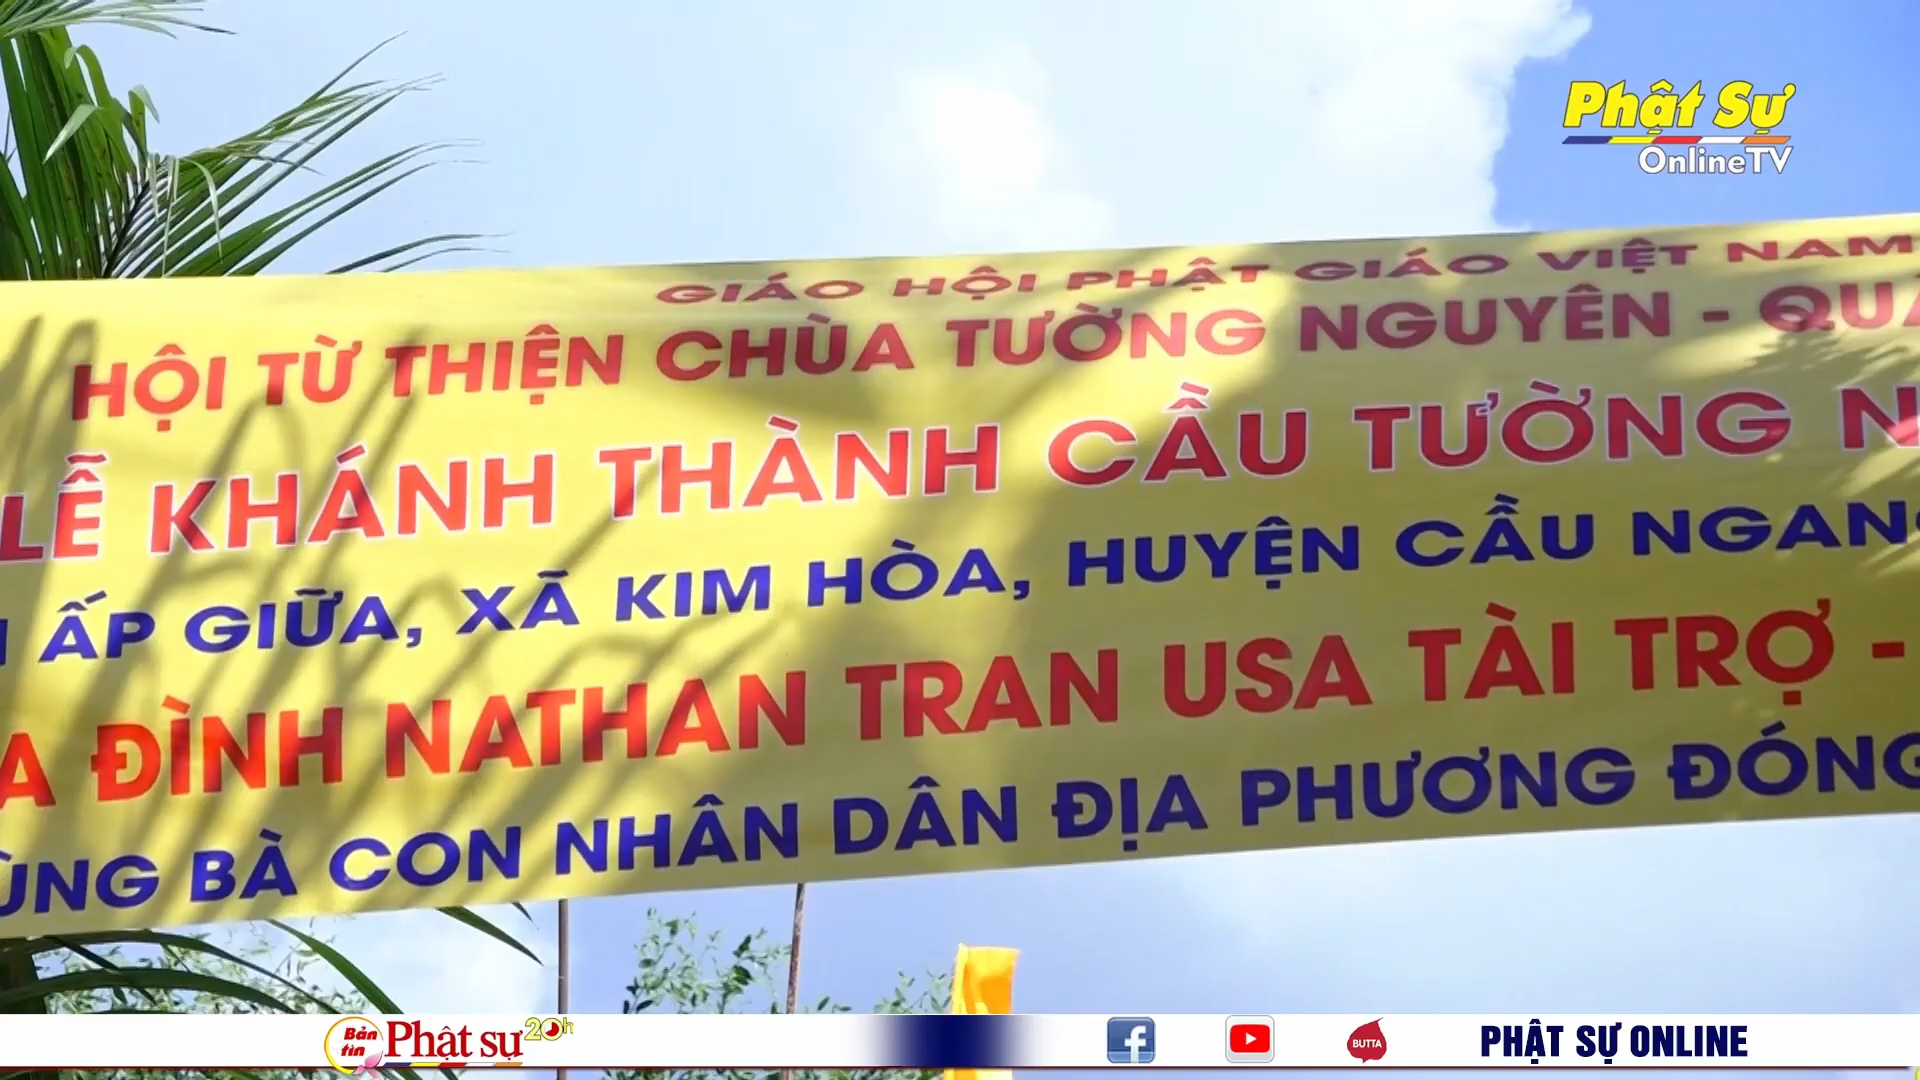 Phật Sự
OnlineTV
GIÁO HỘI PHẬT GIÁO VIỆT NAM
HỘI TỪ THIỆN CHÙA TƯỜNG NGUYÊN - QUẬ
LỄ KHÁNH THÀNH CẦU TƯỜNG N
ẤP GIỮA, XÃ KIM HÒA, HUYỆN CẦU NGANG
A ĐÌNH NATHAN TRAN USA TÀI TRỢ -
ÙNG BÀ CON NHÂN DÂN ĐỊA PHƯƠNG ĐÓNG
Bản tin Phật sự 20h
BUTTA
PHẬT SỰ ONLINE